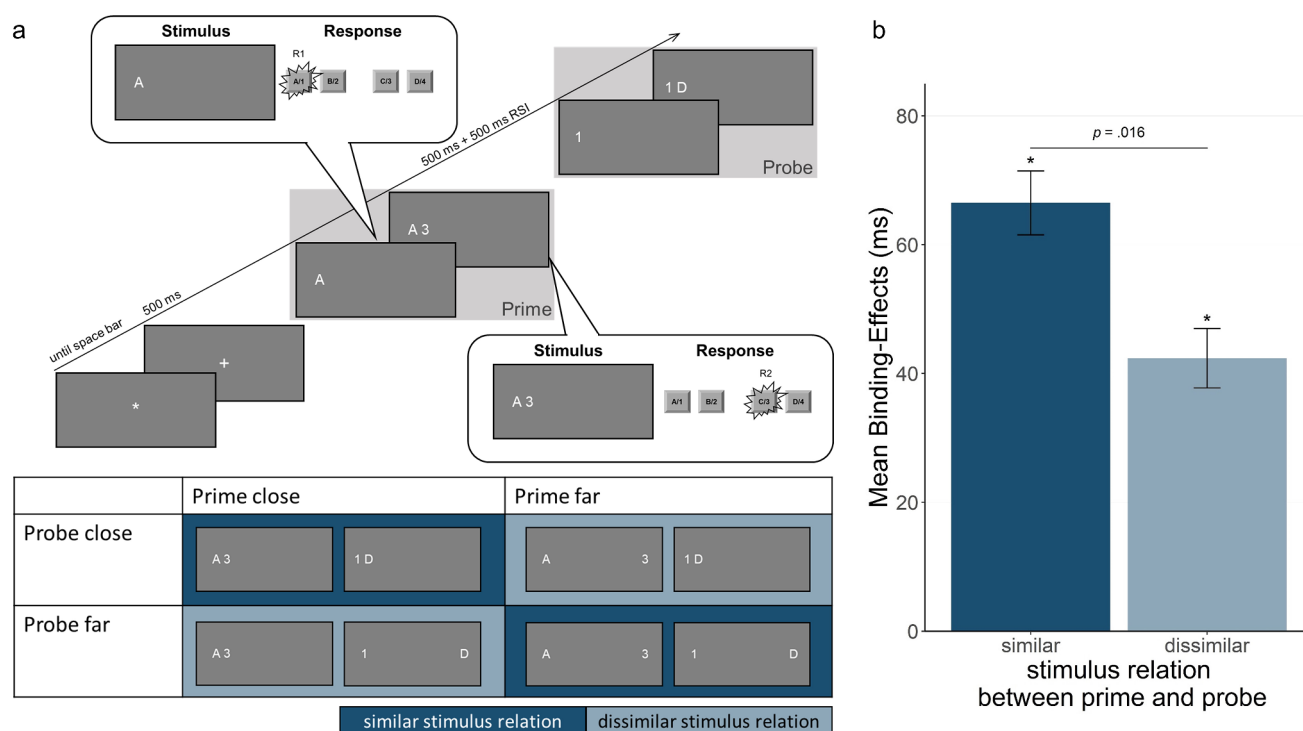 a
Stimulus Response
R1
A
A/1 B/2 C/3 D/4
until space bar
500 ms
500 ms + 500 ms RSI
*
+
A
A 3
Prime
1
1 D
Probe
Stimulus Response
R2
A 3
A/1 B/2 C/3 D/4
Prime close Prime far
Probe close
A 3 1 D A 3 1 D
Probe far
A 3 1 D A 3 1 D
similar stimulus relation dissimilar stimulus relation
b
Mean Binding-Effects (ms)
80
60
40
20
0
p = .016
*
*
similar dissimilar
stimulus relation
between prime and probe